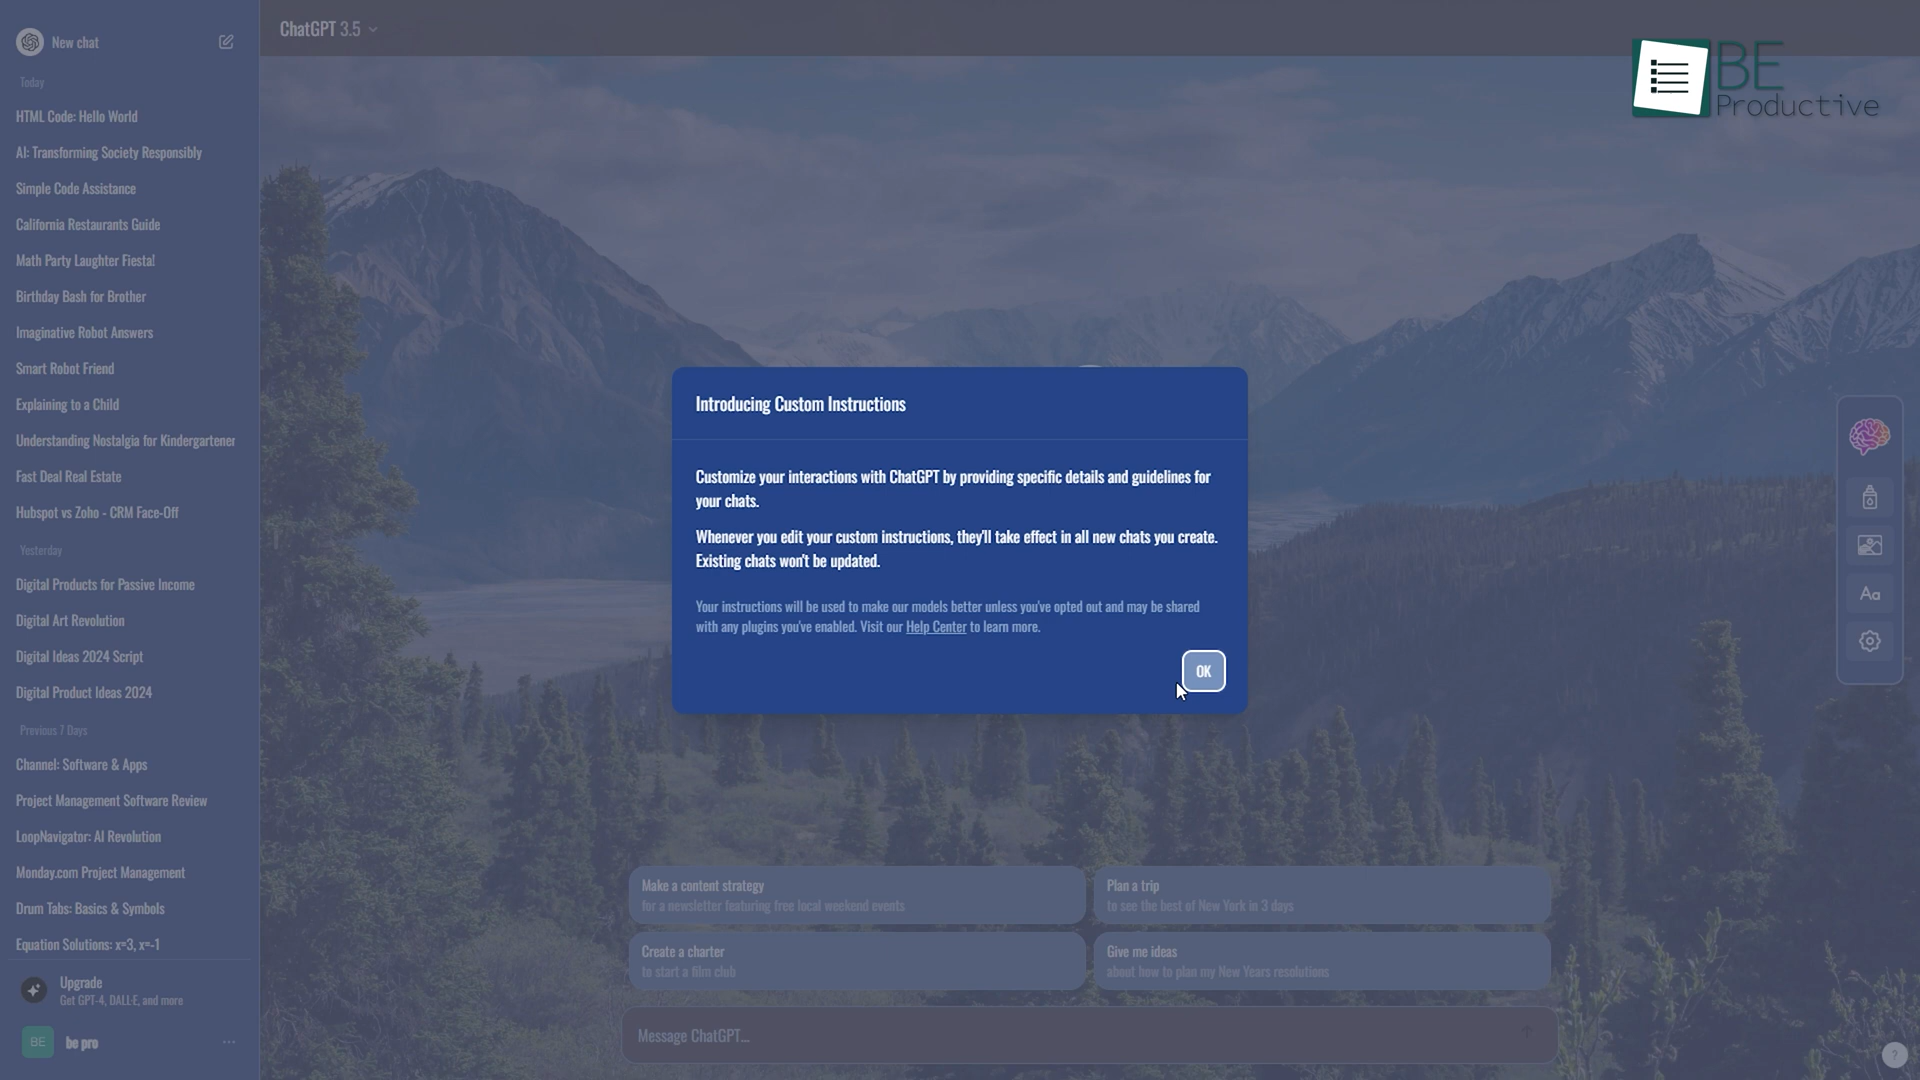 New chat
Today
HTML Code: Hello World
AI: Transforming Society Responsibly
Simple Code Assistance
California Restaurants Guide
Math Party Laughter Fiesta!
Birthday Bash for Brother
Imaginative Robot Answers
Smart Robot Friend
Explaining to a Child
Understanding Nostalgia for Kindergartener
Fast Deal Real Estate
Hubspot vs Zoho - CRM Face-Off
Yesterday
Digital Products for Passive Income
Digital Art Revolution
Digital Ideas 2024 Script
Digital Product Ideas 2024
Previous 7 Days
Channel: Software & Apps
Project Management Software Review
LoopNavigator: AI Revolution
Monday.com Project Management
Drum Tabs: Basics & Symbols
Equation Solutions: x=3, x=-1
Upgrade
Get GPT-4, DALL·E, and more
BE be pro
ChatGPT 3.5
BE
Productive
Introducing Custom Instructions
Customize your interactions with ChatGPT by providing specific details and guidelines for
your chats.
Whenever you edit your custom instructions, they'll take effect in all new chats you create.
Existing chats won't be updated.
Your instructions will be used to make our models better unless you've opted out and may be shared
with any plugins you've enabled. Visit our Help Center to learn more.
OK
Aa
Make a content strategy
for a newsletter featuring free local weekend events
Plan a trip
to see the best of New York in 3 days
Create a charter
to start a film club
Give me ideas
about how to plan my New Years resolutions
Message ChatGPT...
?